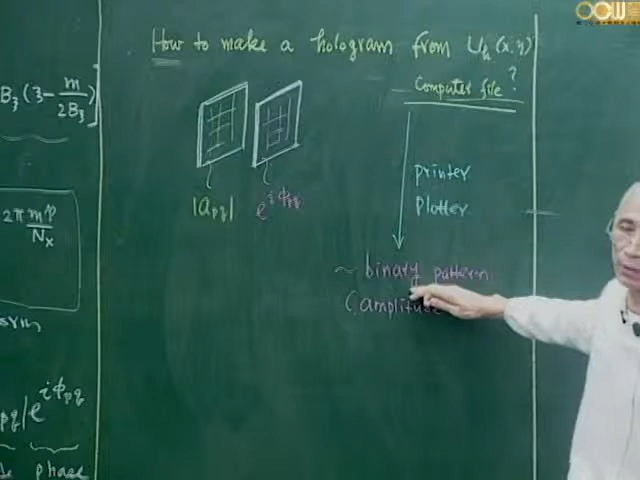 How to make a hologram from U_h(x,y)
Computer file ?
B_3 (3 - m/2B_3)]
|a_pq| e^{iΦ_pq}
printer
Plotter
2π mp/N_x
~ binary pattern
(amplitude
pq| e^{iΦ_pq}
phase
OCW